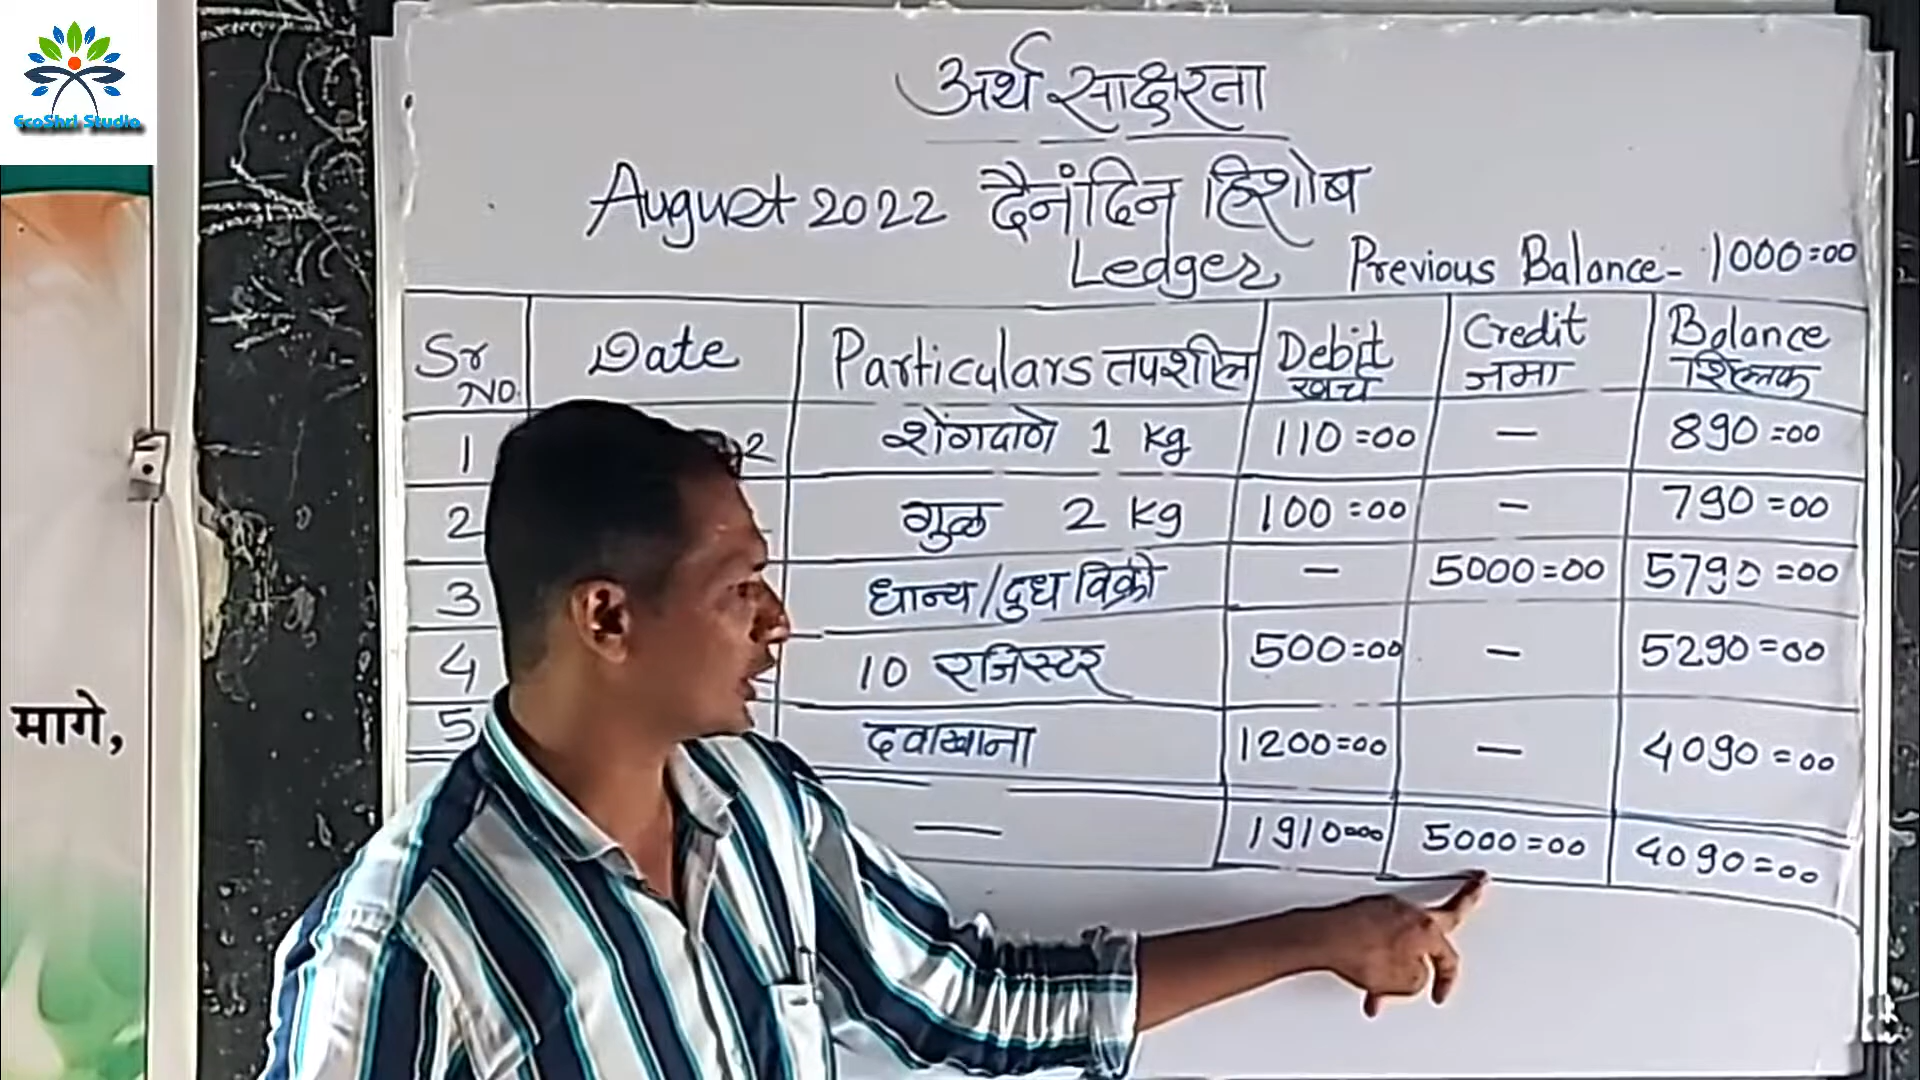 EcoShri Studio
मागे,
अर्थ साक्षरता
August 2022 दैनंदिन हिशोब
Ledger Previous Balance- 1000=00
Sr No. Date Particulars तपशील Debit खर्च Credit जमा Balance शिल्लक
1 2 शेंगदाणे 1 kg 110=00 — 890=00
2 गुळ 2 kg 100=00 — 790=00
3 धान्य/दुध विक्री — 5000=00 5790=00
4 10 रजिस्टर 500=00 — 5290=00
5 दवाखाना 1200=00 — 4090=00
— 1910=00 5000=00 4090=00